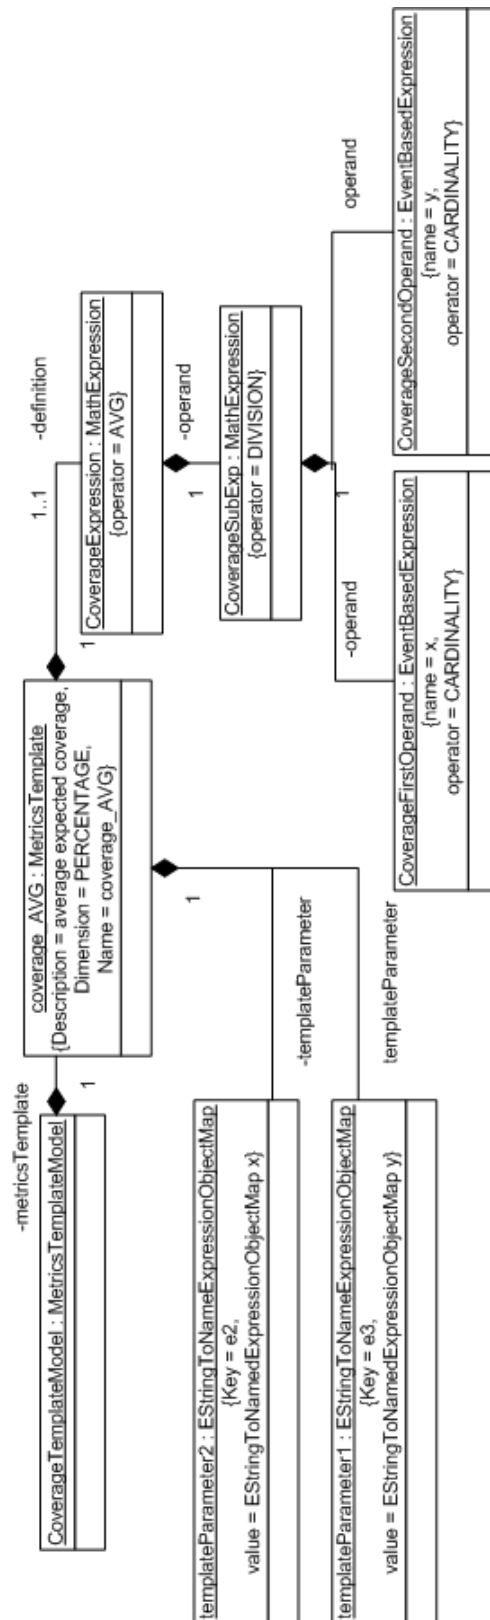 CoverageTemplateModel : MetricsTemplateModel
-metricsTemplate
1
coverage_AVG : MetricsTemplate
{Description = average expected coverage,
Dimension = PERCENTAGE,
Name = coverage_AVG}
1
1..1
-definition
CoverageExpression : MathExpression
{operator = AVG}
1
-operand
CoverageSubExp : MathExpression
{operator = DIVISION}
1
-operand
operand
1
-templateParameter
templateParameter
templateParameter2 : EStringToNameExpressionObjectMap
{Key = e2,
value = EStringToNamedExpressionObjectMap x}
templateParameter1 : EStringToNameExpressionObjectMap
{Key = e3,
value = EStringToNamedExpressionObjectMap y}
CoverageFirstOperand : EventBasedExpression
{name = x,
operator = CARDINALITY}
CoverageSecondOperand : EventBasedExpression
{name = y,
operator = CARDINALITY}